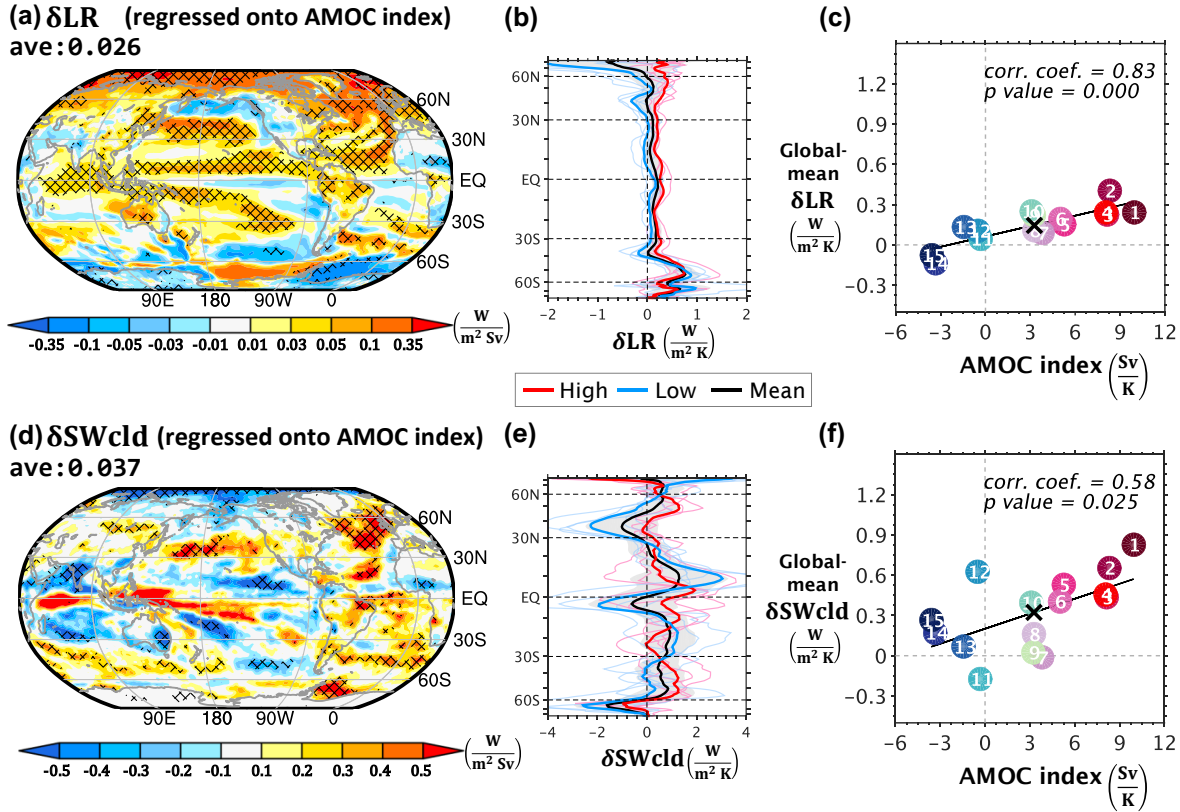 (a) δLR (regressed onto AMOC index)
ave:0.026
60N
30N
EQ
30S
60S
90E 180 90W 0
-0.35 -0.1 -0.05 -0.03 -0.01 0.01 0.03 0.05 0.1 0.35
(W/m² Sv)
(b)
60N
30N
EQ
30S
60S
-2 -1 0 1 2
δLR (W/m² K)
(c)
corr. coef. = 0.83
p value = 0.000
1.2
0.9
0.6
0.3
0
-0.3
Global-
mean
δLR
(W/m² K)
15 14 13 12 11 10 6 5 4 2 1
-6 -3 0 3 6 9 12
AMOC index (Sv/K)
High Low Mean
(d) δSWcld (regressed onto AMOC index)
ave:0.037
60N
30N
EQ
30S
60S
90E 180 90W 0
-0.5 -0.4 -0.3 -0.2 -0.1 0.1 0.2 0.3 0.4 0.5
(W/m² Sv)
(e)
60N
30N
EQ
30S
60S
-4 -2 0 2 4
δSWcld (W/m² K)
(f)
corr. coef. = 0.58
p value = 0.025
1.2
0.9
0.6
0.3
0
-0.3
Global-
mean
δSWcld
(W/m² K)
15 14 13 12 11 10 8 9 7 5 6 2 1
-6 -3 0 3 6 9 12
AMOC index (Sv/K)